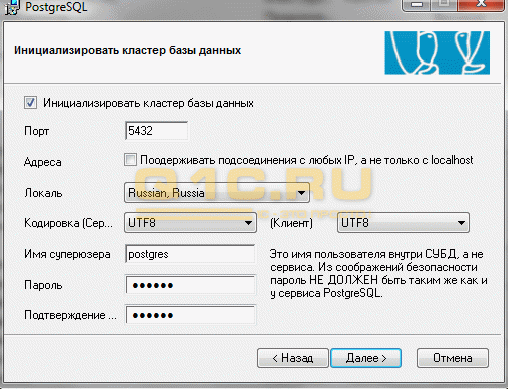 PostgreSQL
Инициализировать кластер базы данных
Инициализировать кластер базы данных
Порт
5432
Адреса
Поодерживать подсоединения с любых IP, а не только с localhost
Локаль
Russian, Russia
Кодировка (Сер...
UTF8
(Клиент)
UTF8
Имя суперюзера
postgres
Это имя пользователя внутри СУБД, а не
сервиса. Из соображений безопасности
пароль НЕ ДОЛЖЕН быть таким же как и
у сервиса PostgreSQL.
Пароль
••••••
Подтверждение ...
••••••
< Назад
Далее >
Отмена
Q1C.RU